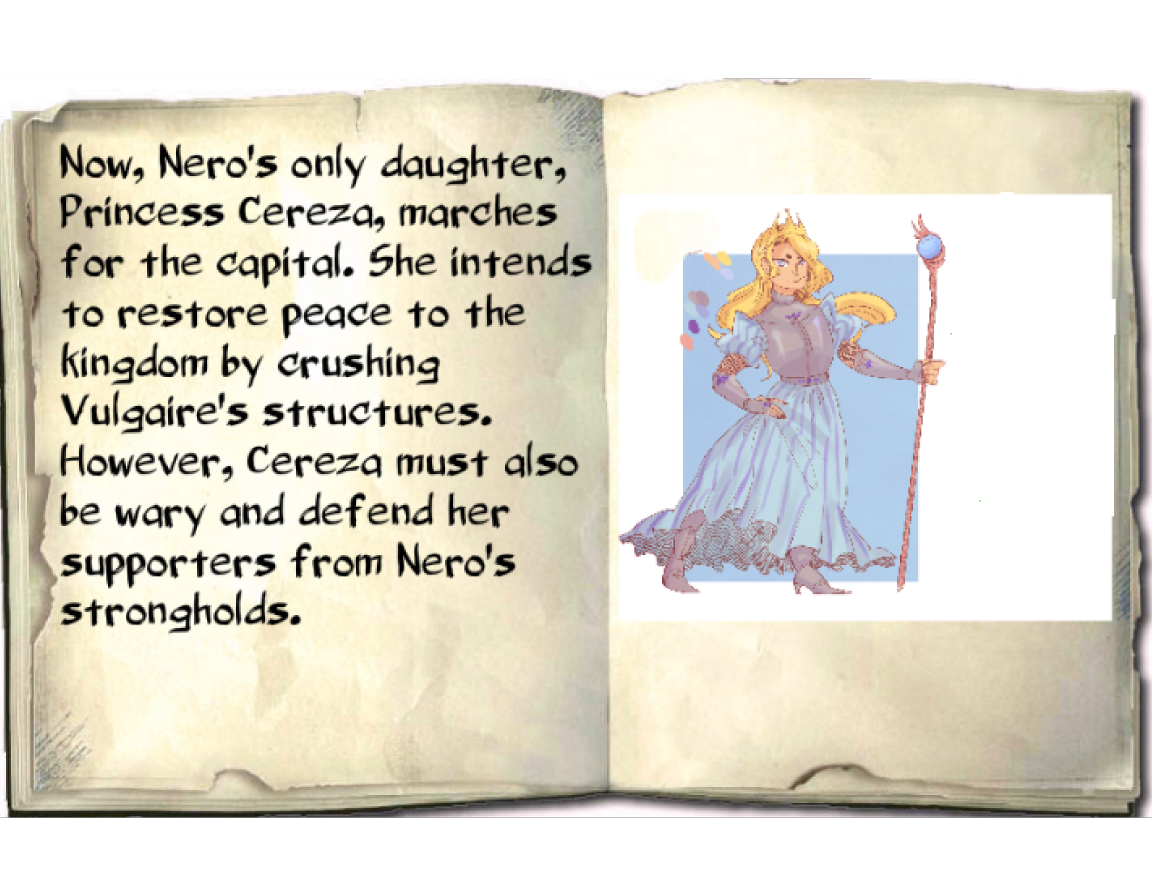 Now, Nero's only daughter,
Princess Cereza, marches
for the capital. She intends
to restore peace to the
kingdom by crushing
Vulgaire's structures.
However, Cereza must also
be wary and defend her
supporters from Nero's
strongholds.